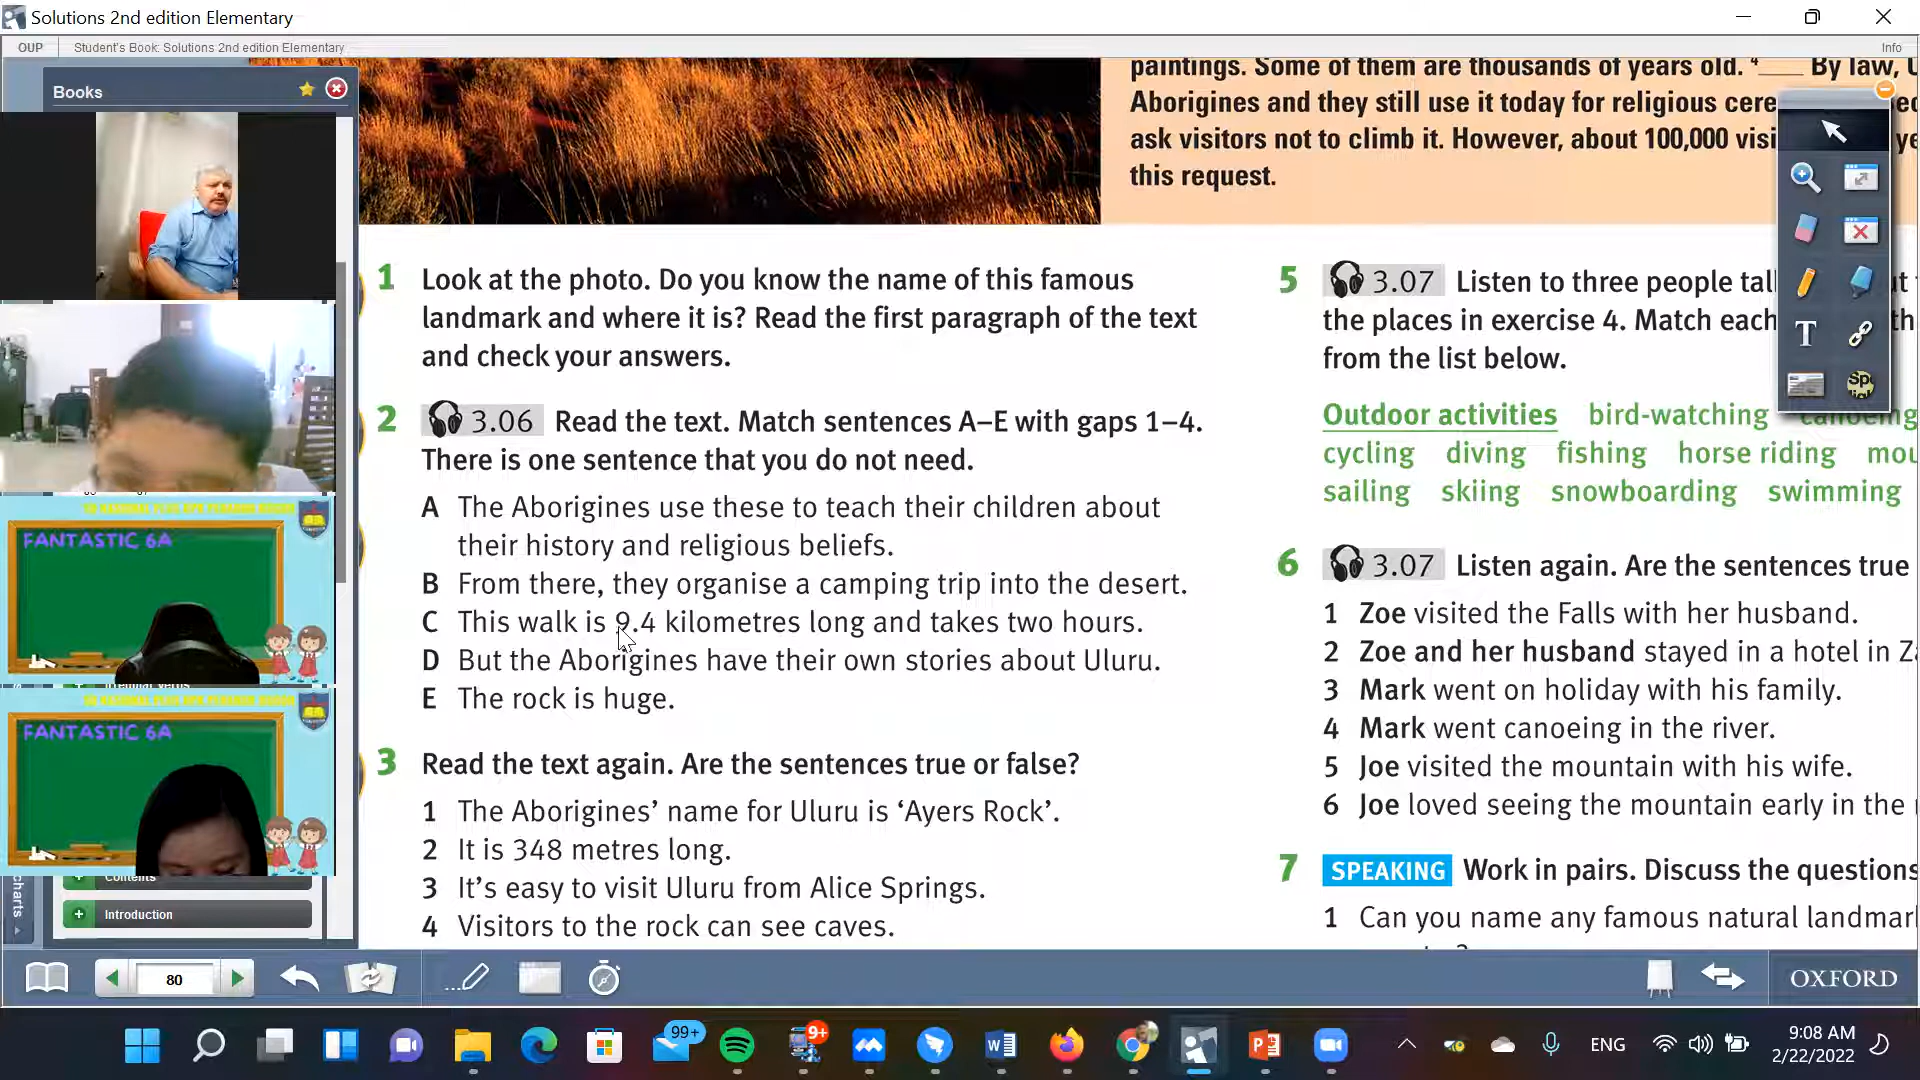 Solutions 2nd edition Elementary
OUP
Student's Book: Solutions 2nd edition Elementary
Info
Books
FANTASTIC 6A
FANTASTIC 6A
Contents
Introduction
charts
paintings. Some of them are thousands of years old. 4___ By law, U
Aborigines and they still use it today for religious cere
ask visitors not to climb it. However, about 100,000 visi
this request.
1 Look at the photo. Do you know the name of this famous
landmark and where it is? Read the first paragraph of the text
and check your answers.
2 3.06 Read the text. Match sentences A–E with gaps 1–4.
There is one sentence that you do not need.
A The Aborigines use these to teach their children about
their history and religious beliefs.
B From there, they organise a camping trip into the desert.
C This walk is 9.4 kilometres long and takes two hours.
D But the Aborigines have their own stories about Uluru.
E The rock is huge.
3 Read the text again. Are the sentences true or false?
1 The Aborigines’ name for Uluru is ‘Ayers Rock’.
2 It is 348 metres long.
3 It’s easy to visit Uluru from Alice Springs.
4 Visitors to the rock can see caves.
5 3.07 Listen to three people tal
the places in exercise 4. Match each
from the list below.
Outdoor activities bird-watching canoeing
cycling diving fishing horse riding mou
sailing skiing snowboarding swimming
6 3.07 Listen again. Are the sentences true
1 Zoe visited the Falls with her husband.
2 Zoe and her husband stayed in a hotel in Za
3 Mark went on holiday with his family.
4 Mark went canoeing in the river.
5 Joe visited the mountain with his wife.
6 Joe loved seeing the mountain early in the
7 SPEAKING Work in pairs. Discuss the questions
1 Can you name any famous natural landmar
T
Sp
80
OXFORD
99+
9+
ENG
9:08 AM
2/22/2022